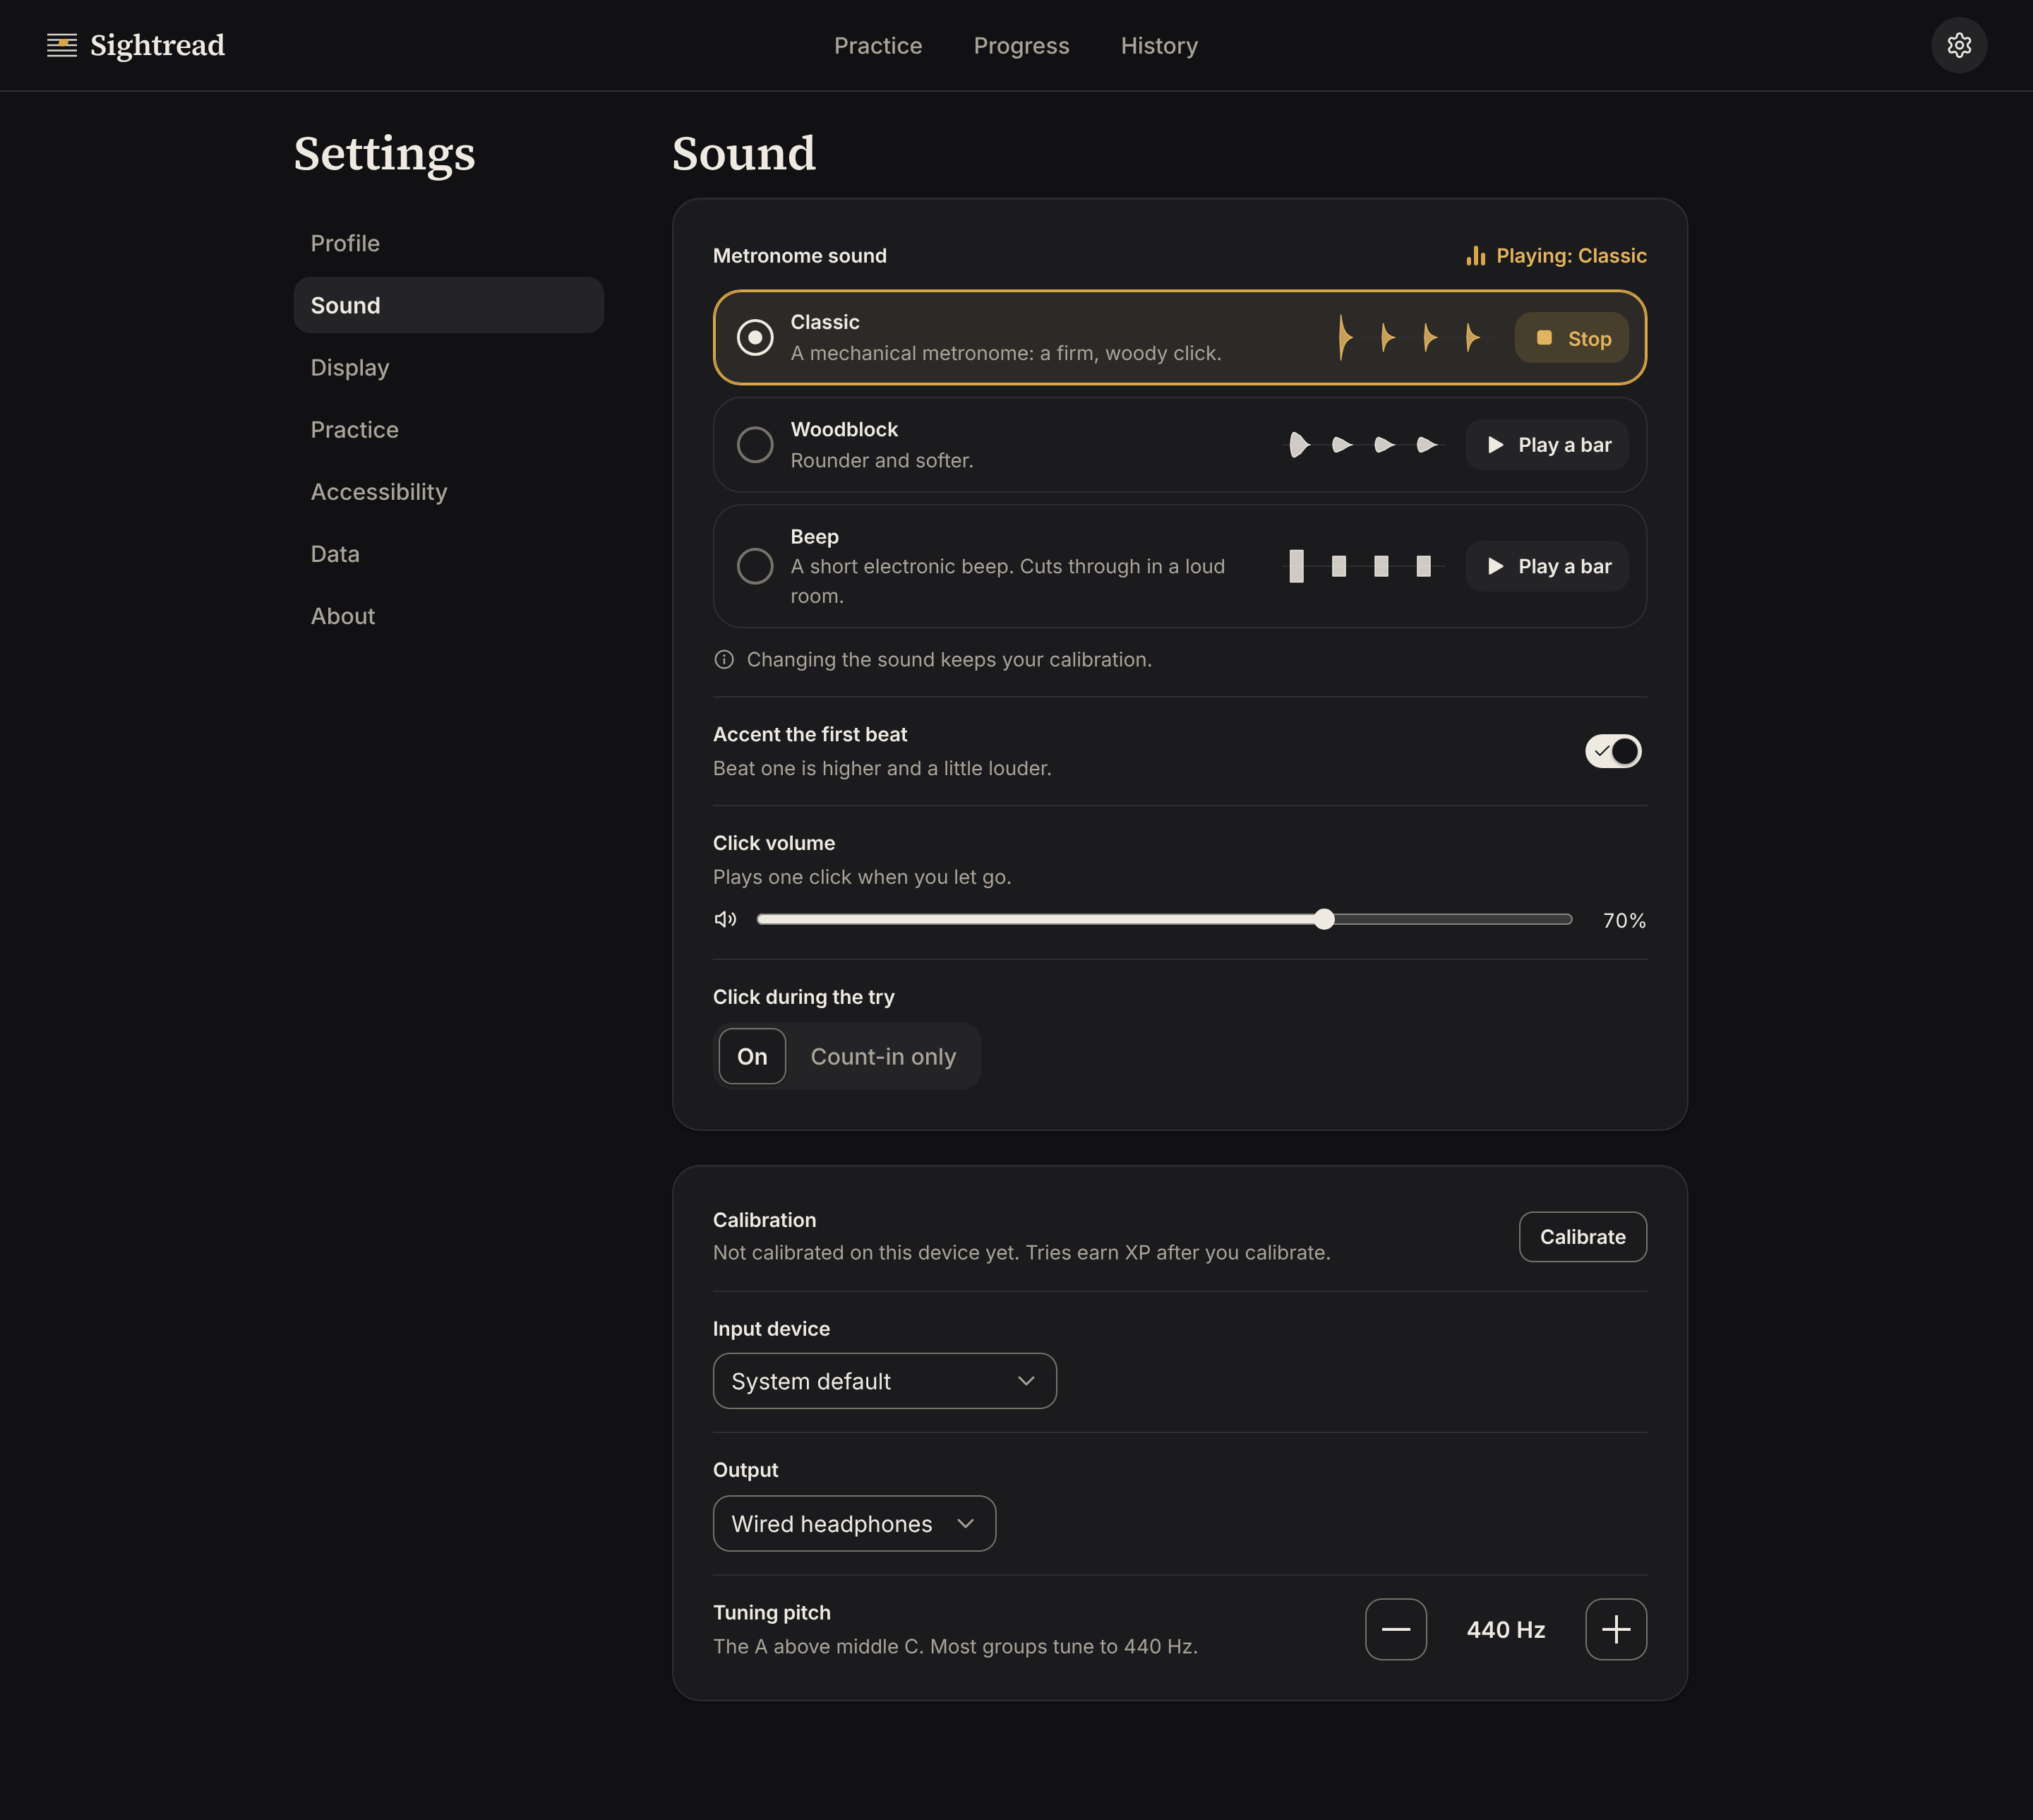 Sightread
Practice
Progress
History
Settings
Profile
Sound
Display
Practice
Accessibility
Data
About
Sound
Metronome sound
Playing: Classic
Classic
A mechanical metronome: a firm, woody click.
Stop
Woodblock
Rounder and softer.
Play a bar
Beep
A short electronic beep. Cuts through in a loud
room.
Play a bar
Changing the sound keeps your calibration.
Accent the first beat
Beat one is higher and a little louder.
Click volume
Plays one click when you let go.
70%
Click during the try
On
Count-in only
Calibration
Not calibrated on this device yet. Tries earn XP after you calibrate.
Calibrate
Input device
System default
Output
Wired headphones
Tuning pitch
The A above middle C. Most groups tune to 440 Hz.
440 Hz